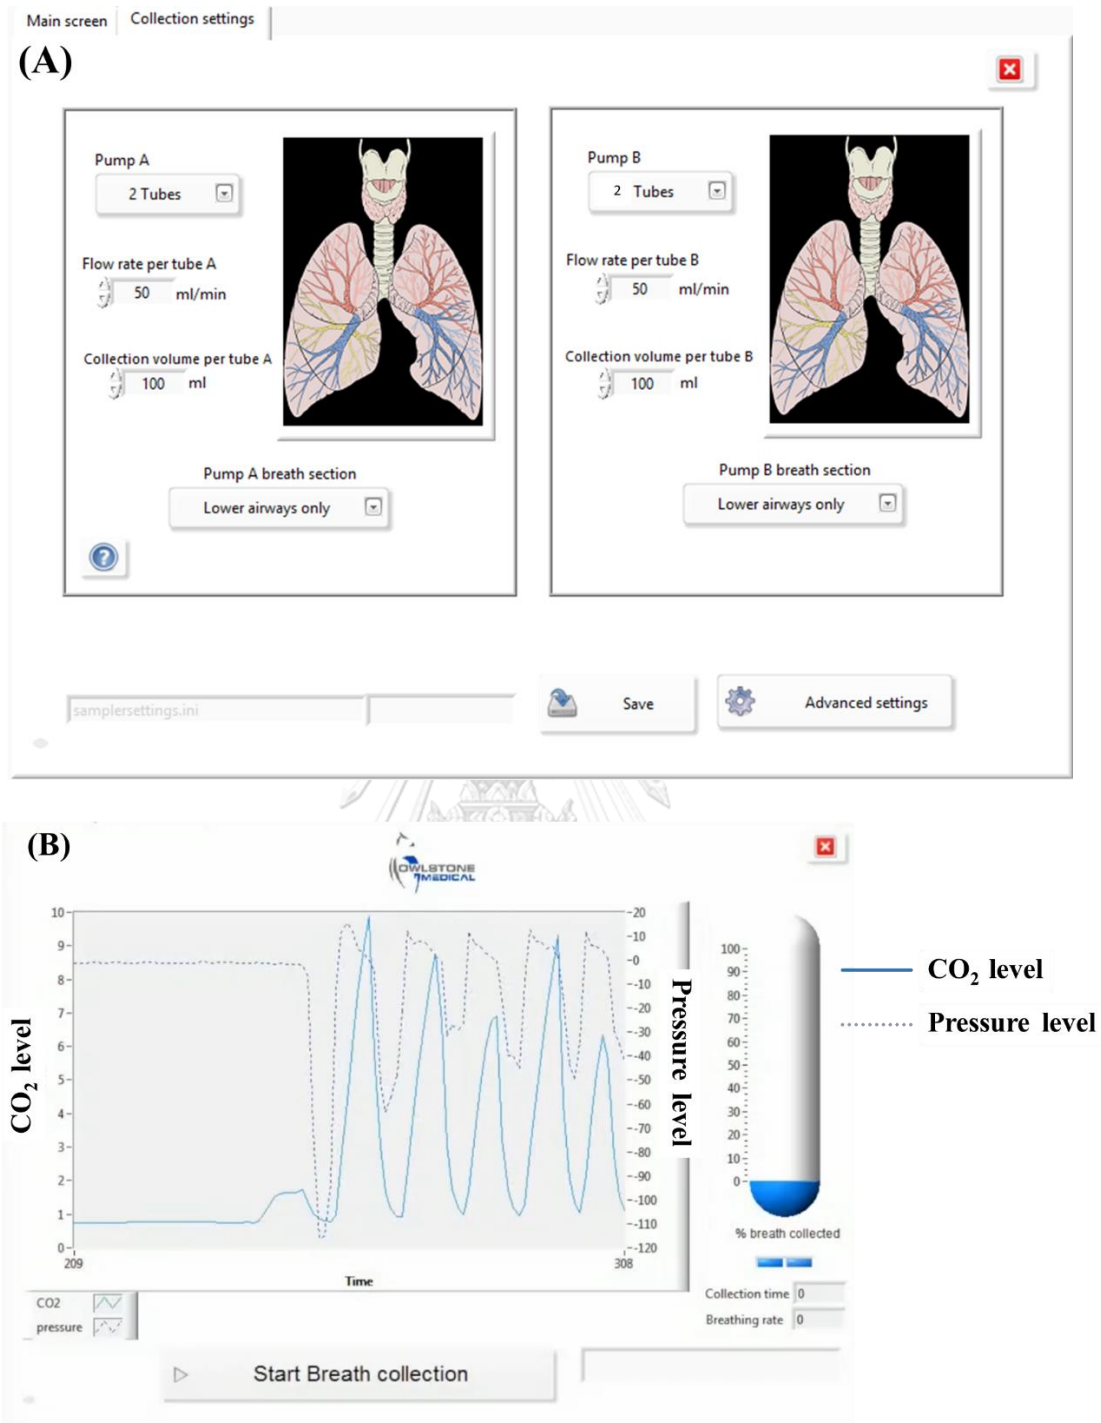 Main screen
Collection settings
(A)
Pump A
2 Tubes
Flow rate per tube A
50 ml/min
Collection volume per tube A
100 ml
Pump A breath section
Lower airways only
?
Pump B
2 Tubes
Flow rate per tube B
50 ml/min
Collection volume per tube B
100 ml
Pump B breath section
Lower airways only
samplersettings.ini
Save
Advanced settings
(B)
OWLSTONE
MEDICAL
CO2 level
10
9
8
7
6
5
4
3
2
1
0
209
308
Time
-20
-10
-0
--10
--20
--30
--40
--50
--60
--70
--80
--90
--100
--110
--120
Pressure level
100
90
80
70
60
50
40
30
20
10
0
% breath collected
Collection time 0
Breathing rate 0
CO2 level
Pressure level
CO2
pressure
Start Breath collection